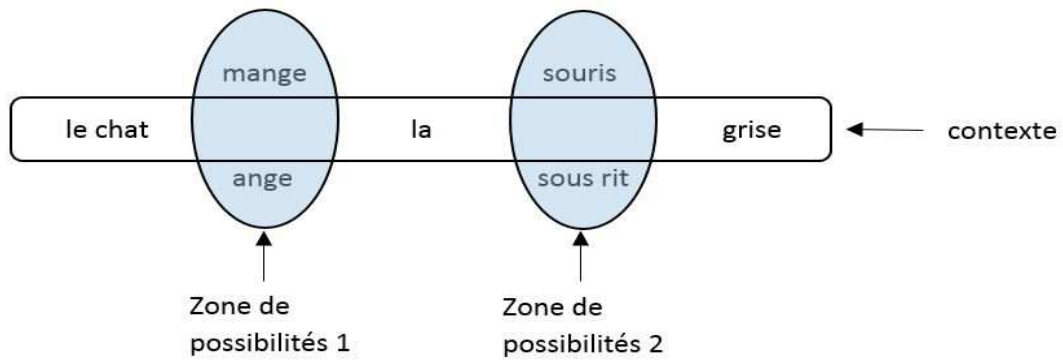 mange souris
le chat la grise contexte
ange sous rit
Zone de possibilités 1
Zone de possibilités 2